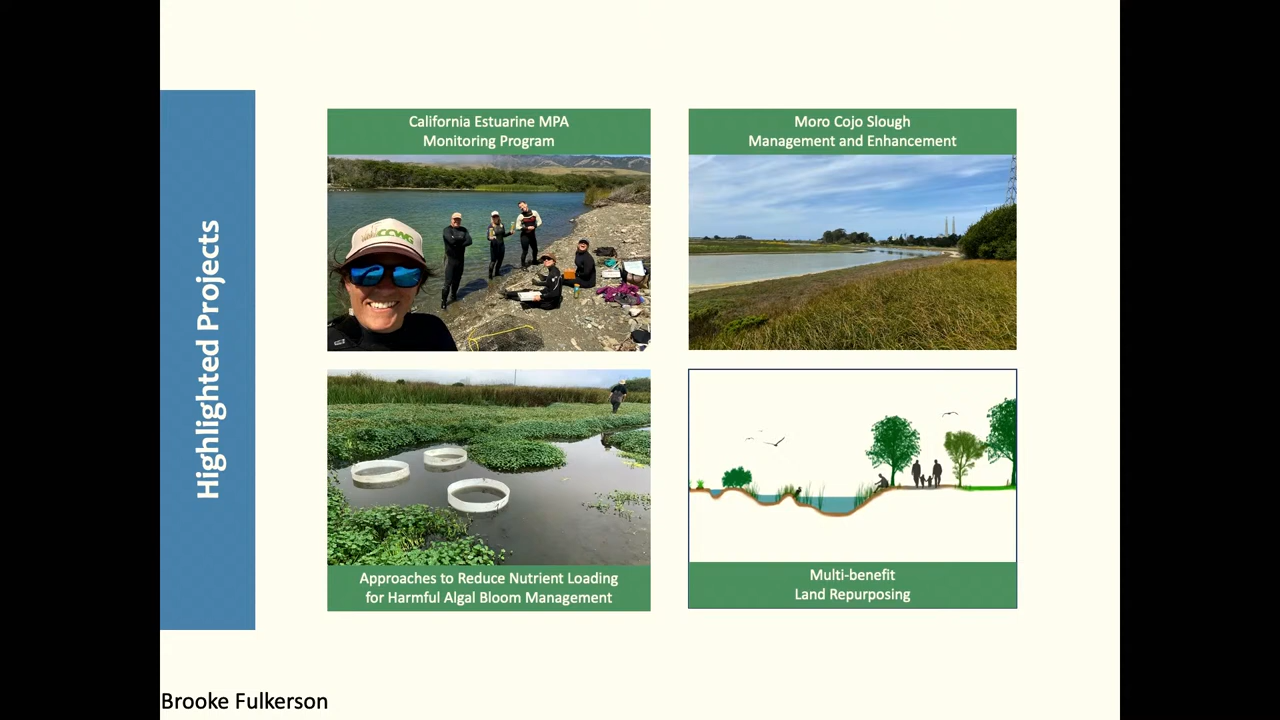 Highlighted Projects
California Estuarine MPA
Monitoring Program
Moro Cojo Slough
Management and Enhancement
CCWG
Approaches to Reduce Nutrient Loading
for Harmful Algal Bloom Management
Multi-benefit
Land Repurposing
Brooke Fulkerson